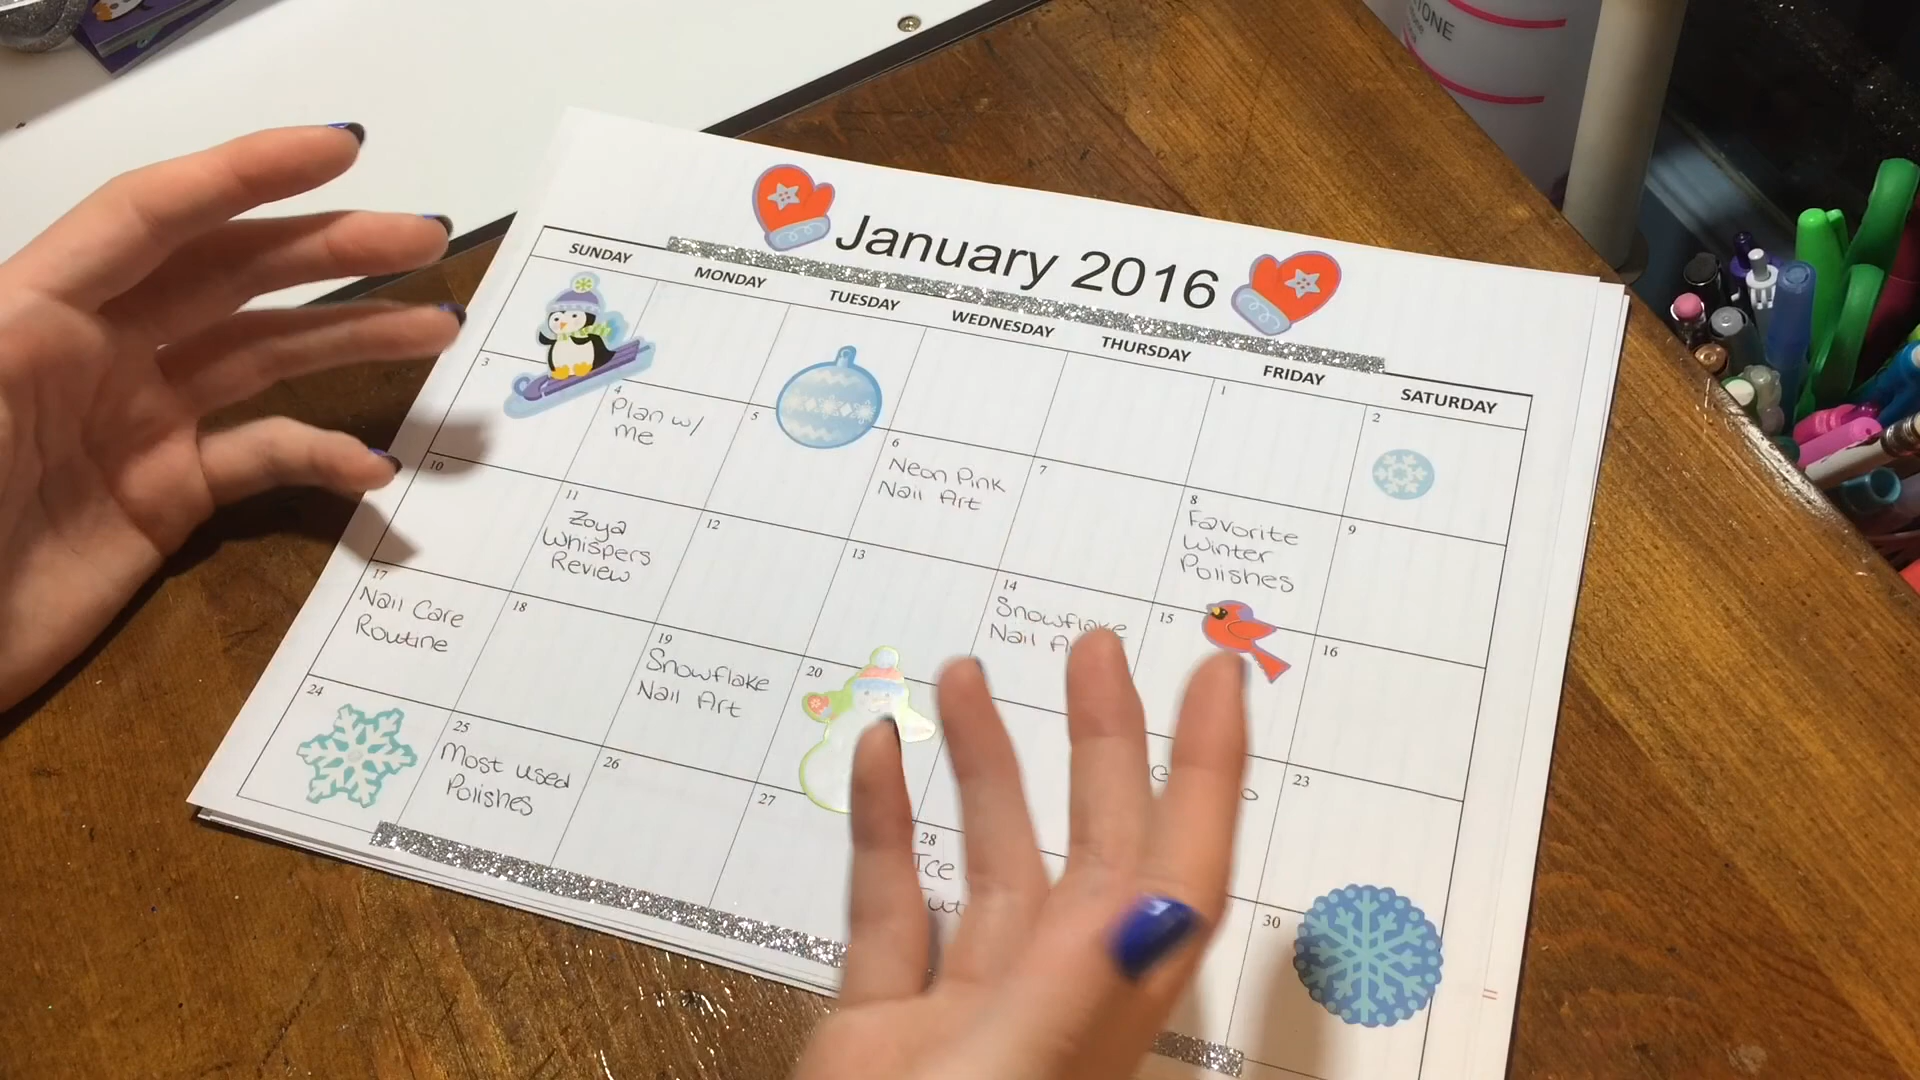 TONE
January 2016
SUNDAY MONDAY TUESDAY WEDNESDAY THURSDAY FRIDAY SATURDAY
1
2
3
4
Plan w/
me
5
6
Neon Pink
Nail Art
7
8
Favorite
Winter
Polishes
9
10
11
Zoya
Whispers
Review
12
13
14
Snowflake
Nail
15
16
17
Nail Care
Routine
18
19
Snowflake
Nail Art
20
23
24
25
Most used
Polishes
26
27
28
Ice
30